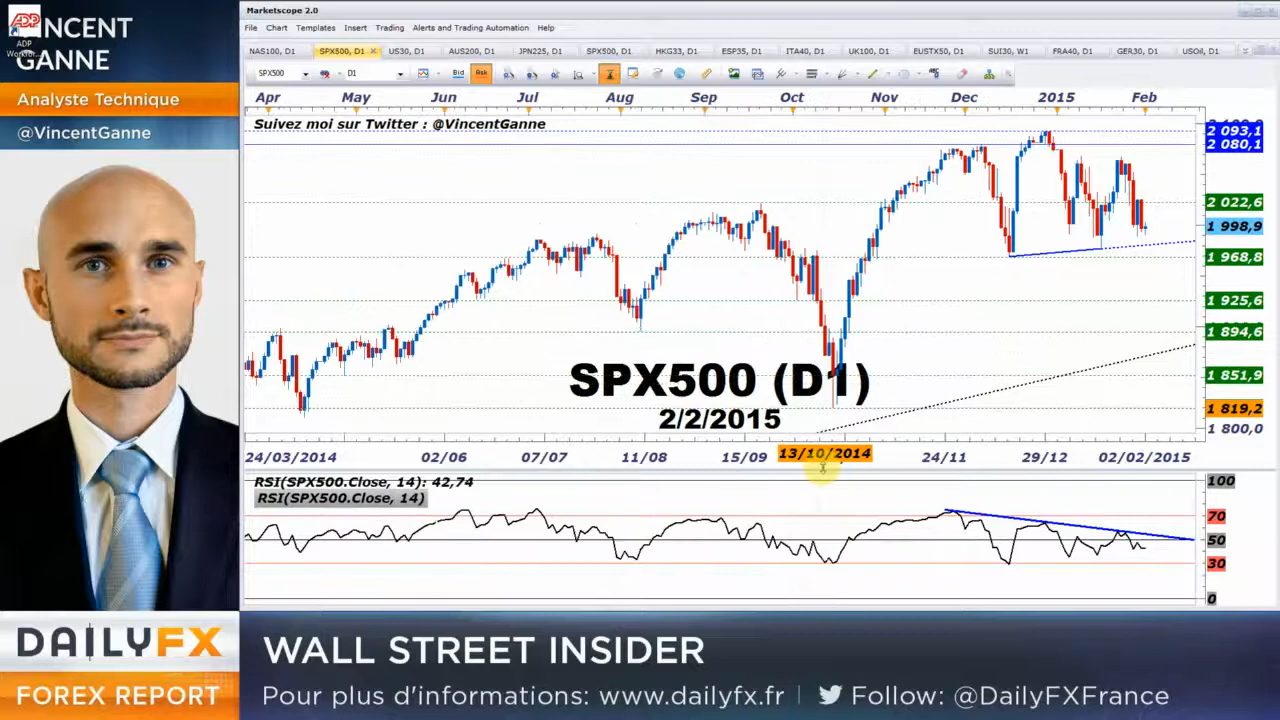 ADP
VINCENT
GANNE
Analyste Technique
@VincentGanne
Marketscope 2.0
File Chart Templates Insert Trading Alerts and Trading Automation Help
NAS100, D1 SPX500, D1 US30, D1 AUS200, D1 JPN225, D1 SPX500, D1 HKG33, D1 ESP35, D1 ITA40, D1 UK100, D1 EUSTX50, D1 SUI30, W1 FRA40, D1 GER30, D1 USOil, D1
SPX500 D1 Bid Ask
Apr May Jun Jul Aug Sep Oct Nov Dec 2015 Feb
Suivez moi sur Twitter : @VincentGanne
2 093,1
2 080,1
2 022,6
1 998,9
1 968,8
1 925,6
1 894,6
1 851,9
1 819,2
1 800,0
SPX500 (D1)
2/2/2015
24/03/2014 02/06 07/07 11/08 15/09 13/10/2014 24/11 29/12 02/02/2015
RSI(SPX500.Close, 14): 42,74
RSI(SPX500.Close, 14)
100
70
50
30
0
DAILYFX
FOREX REPORT
WALL STREET INSIDER
Pour plus d'informations: www.dailyfx.fr | Follow: @DailyFXFrance